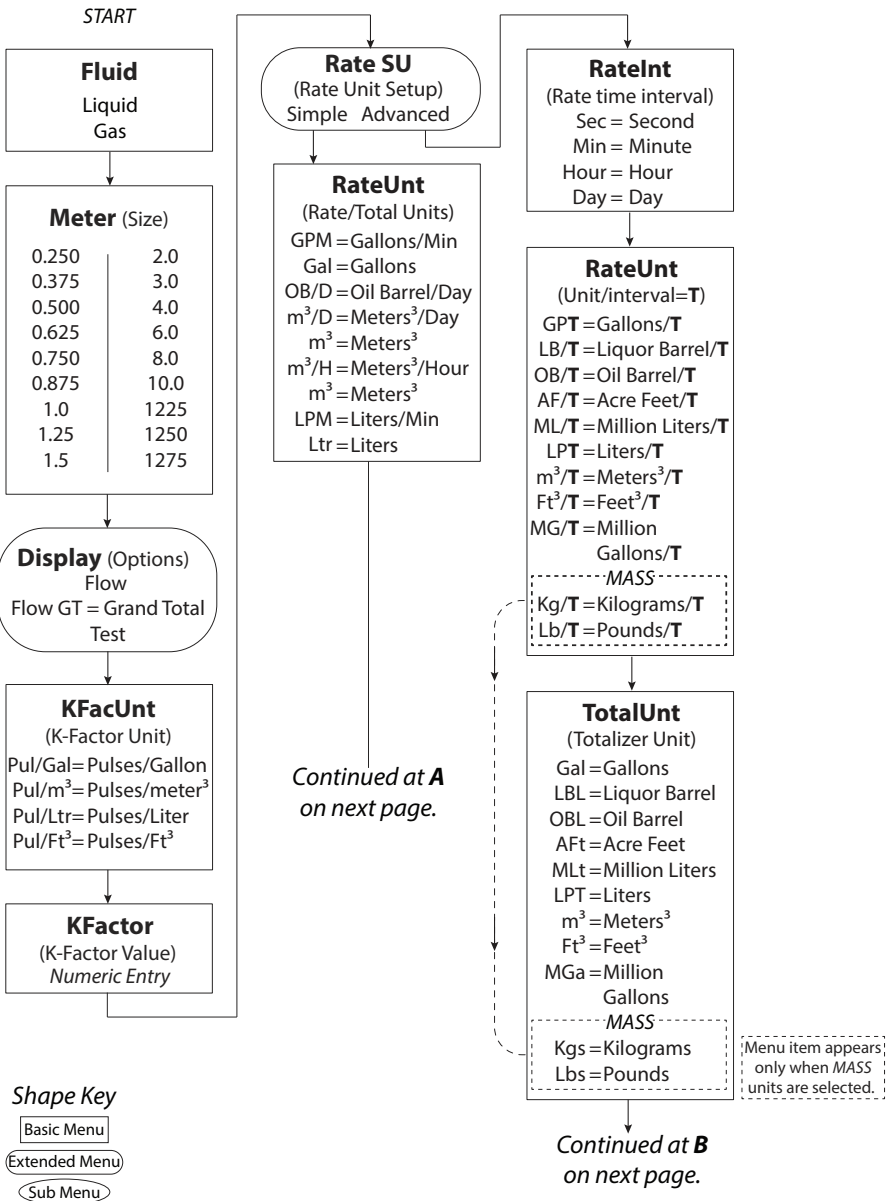 START
Fluid
Liquid
Gas
Meter (Size)
0.250 2.0
0.375 3.0
0.500 4.0
0.625 6.0
0.750 8.0
0.875 10.0
1.0 1225
1.25 1250
1.5 1275
Display (Options)
Flow
Flow GT = Grand Total
Test
KFacUnt
(K-Factor Unit)
Pul/Gal= Pulses/Gallon
Pul/m³= Pulses/meter³
Pul/Ltr= Pulses/Liter
Pul/Ft³= Pulses/Ft³
KFactor
(K-Factor Value)
Numeric Entry
Shape Key
Basic Menu
Extended Menu
Sub Menu
Rate SU
(Rate Unit Setup)
Simple Advanced
RateUnt
(Rate/Total Units)
GPM = Gallons/Min
Gal = Gallons
OB/D = Oil Barrel/Day
m³/D = Meters³/Day
m³ = Meters³
m³/H = Meters³/Hour
m³ = Meters³
LPM = Liters/Min
Ltr = Liters
Continued at A
on next page.
RateInt
(Rate time interval)
Sec = Second
Min = Minute
Hour = Hour
Day = Day
RateUnt
(Unit/interval=T)
GPT = Gallons/T
LB/T = Liquor Barrel/T
OB/T = Oil Barrel/T
AF/T = Acre Feet/T
ML/T = Million Liters/T
LPT = Liters/T
m³/T = Meters³/T
Ft³/T = Feet³/T
MG/T = Million
Gallons/T
MASS
Kg/T = Kilograms/T
Lb/T = Pounds/T
TotalUnt
(Totalizer Unit)
Gal = Gallons
LBL = Liquor Barrel
OBL = Oil Barrel
AFt = Acre Feet
MLt = Million Liters
LPT = Liters
m³ = Meters³
Ft³ = Feet³
MGa = Million
Gallons
MASS
Kgs = Kilograms
Lbs = Pounds
Menu item appears
only when MASS
units are selected.
Continued at B
on next page.